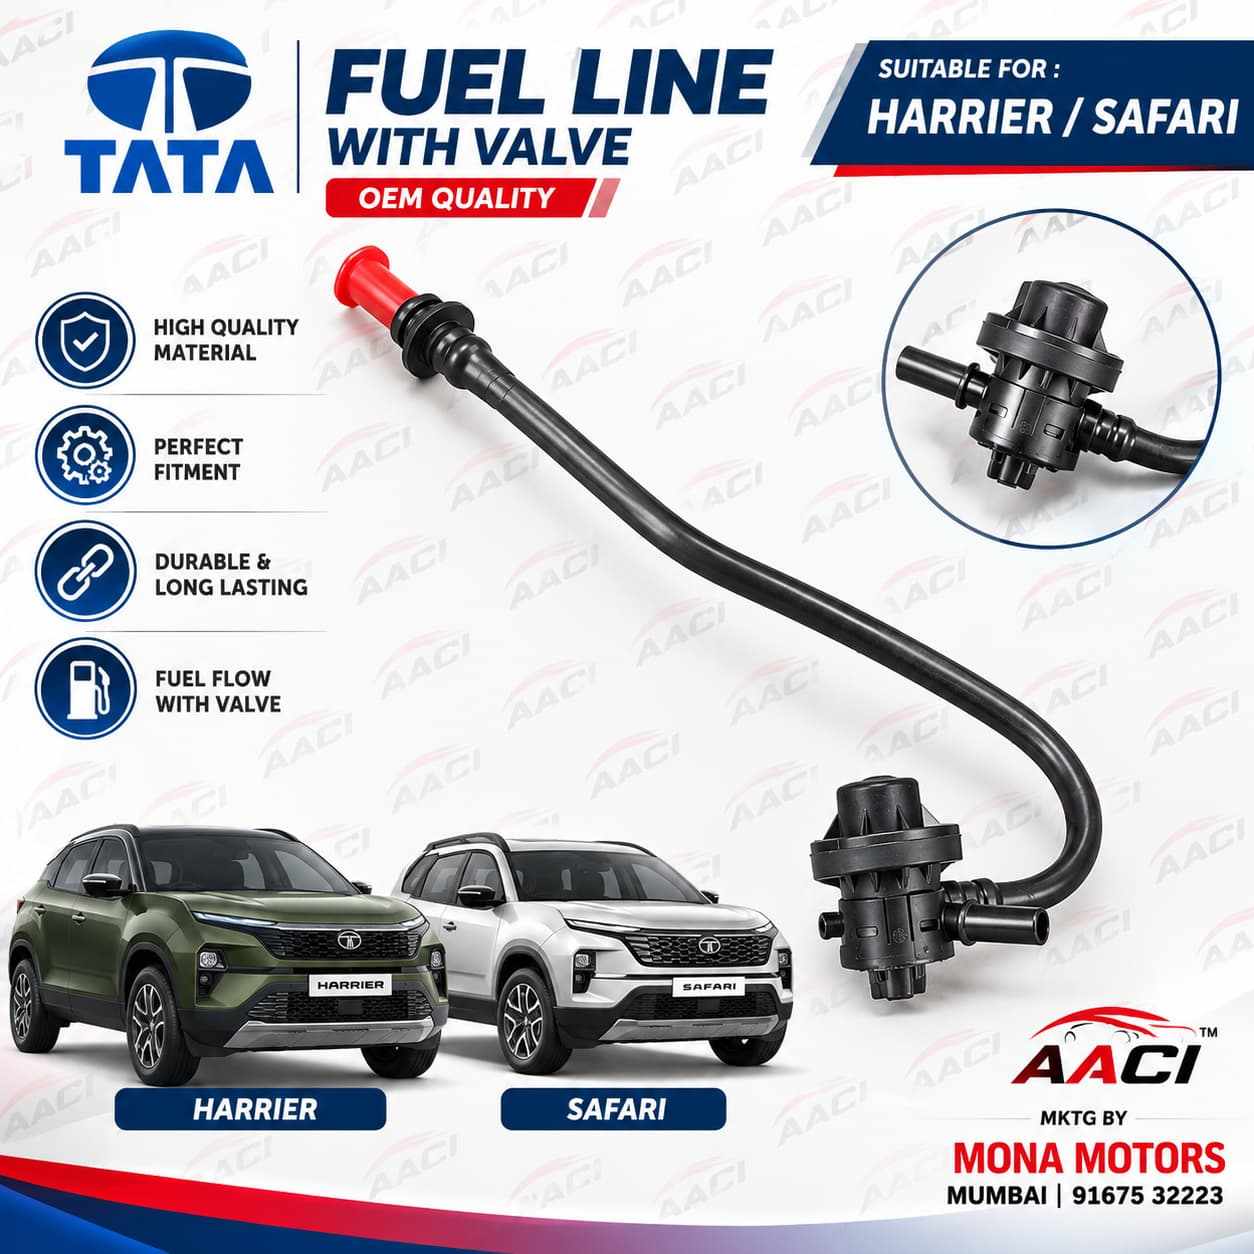 TATA
FUEL LINE
WITH VALVE
OEM QUALITY
SUITABLE FOR :
HARRIER / SAFARI
HIGH QUALITY
MATERIAL
PERFECT
FITMENT
DURABLE &
LONG LASTING
FUEL FLOW
WITH VALVE
HARRIER
SAFARI
HARRIER
SAFARI
AACI™
MKTG BY
MONA MOTORS
MUMBAI | 91675 32223
AACI